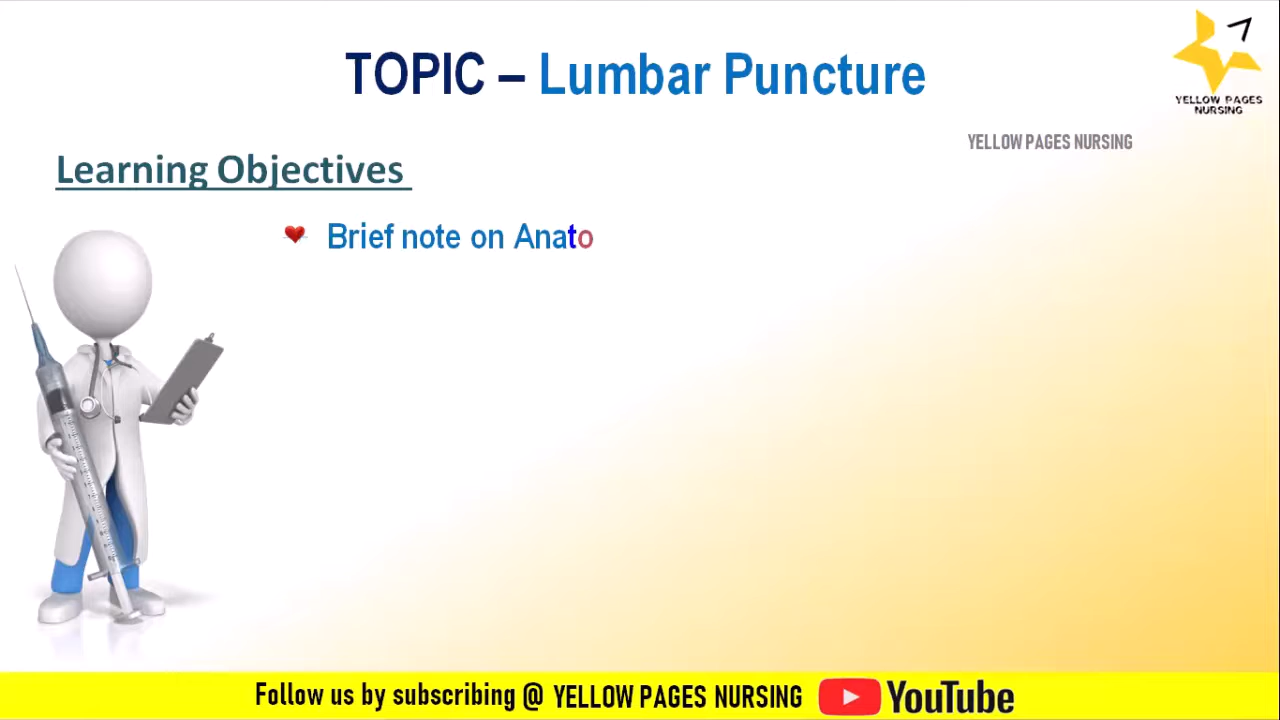 TOPIC – Lumbar Puncture
YELLOW PAGES
NURSING
YELLOW PAGES NURSING
Learning Objectives
Brief note on Anato
Follow us by subscribing @ YELLOW PAGES NURSING YouTube